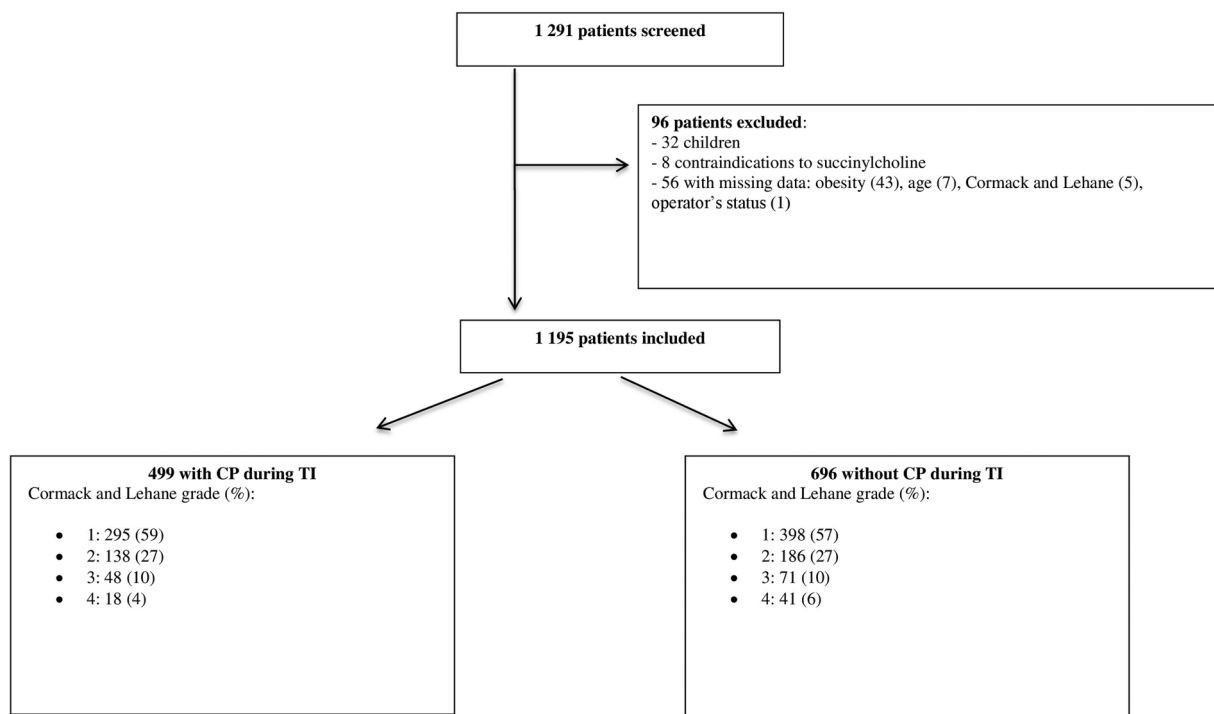 1 291 patients screened
96 patients excluded:
- 32 children
- 8 contraindications to succinylcholine
- 56 with missing data: obesity (43), age (7), Cormack and Lehane (5),
operator’s status (1)
1 195 patients included
499 with CP during TI
Cormack and Lehane grade (%):
• 1: 295 (59)
• 2: 138 (27)
• 3: 48 (10)
• 4: 18 (4)
696 without CP during TI
Cormack and Lehane grade (%):
• 1: 398 (57)
• 2: 186 (27)
• 3: 71 (10)
• 4: 41 (6)